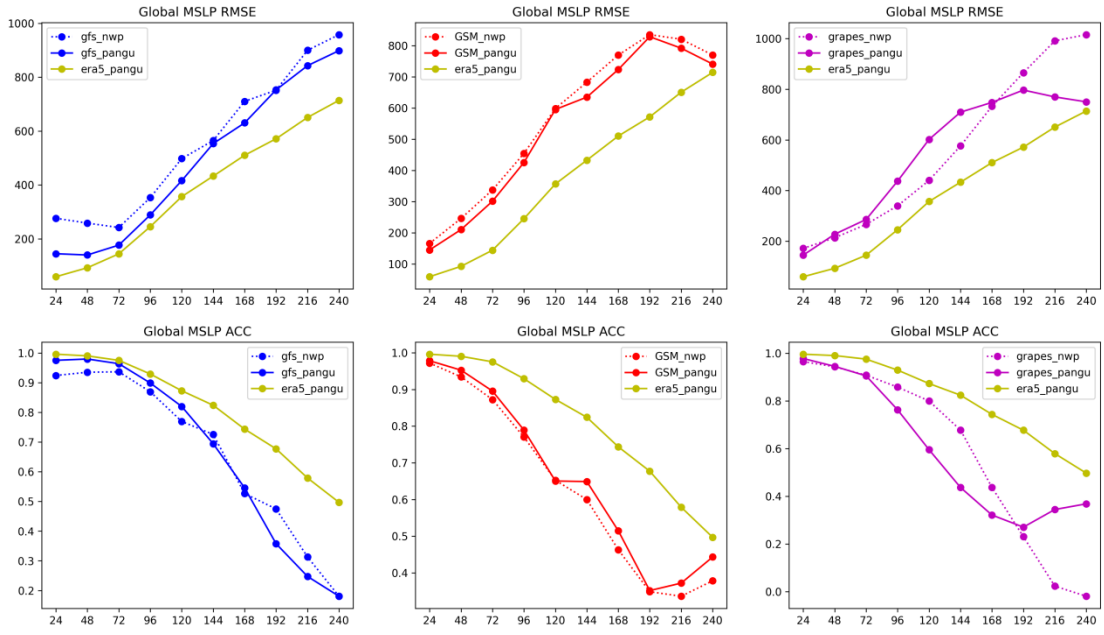 Global MSLP RMSE
gfs_nwp
gfs_pangu
era5_pangu
1000
800
600
400
200
24 48 72 96 120 144 168 192 216 240
Global MSLP RMSE
GSM_nwp
GSM_pangu
era5_pangu
800
700
600
500
400
300
200
100
24 48 72 96 120 144 168 192 216 240
Global MSLP RMSE
grapes_nwp
grapes_pangu
era5_pangu
1000
800
600
400
200
24 48 72 96 120 144 168 192 216 240
Global MSLP ACC
gfs_nwp
gfs_pangu
era5_pangu
1.0
0.9
0.8
0.7
0.6
0.5
0.4
0.3
0.2
24 48 72 96 120 144 168 192 216 240
Global MSLP ACC
GSM_nwp
GSM_pangu
era5_pangu
1.0
0.9
0.8
0.7
0.6
0.5
0.4
24 48 72 96 120 144 168 192 216 240
Global MSLP ACC
grapes_nwp
grapes_pangu
era5_pangu
1.0
0.8
0.6
0.4
0.2
0.0
24 48 72 96 120 144 168 192 216 240